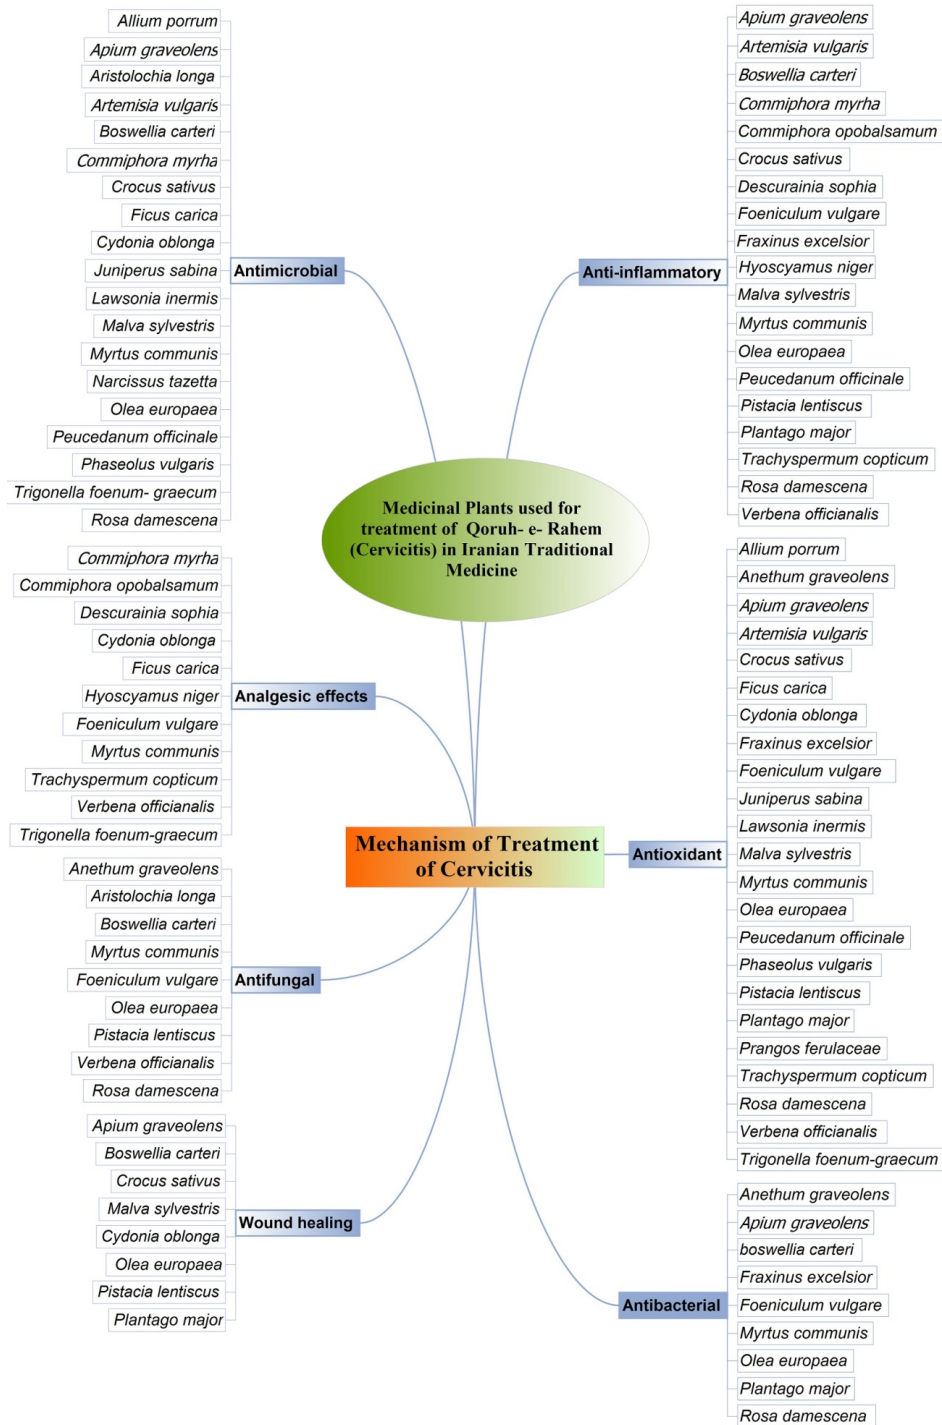 Allium porrum
Apium graveolens
Aristolochia longa
Artemisia vulgaris
Boswellia carteri
Commiphora myrha
Crocus sativus
Ficus carica
Cydonia oblonga
Juniperus sabina
Lawsonia inermis
Malva sylvestris
Myrtus communis
Narcissus tazetta
Olea europaea
Peucedanum officinale
Phaseolus vulgaris
Trigonella foenum- graecum
Rosa damescena
Antimicrobial
Commiphora myrha
Commiphora opobalsamum
Descurainia sophia
Cydonia oblonga
Ficus carica
Hyoscyamus niger
Foeniculum vulgare
Myrtus communis
Trachyspermum copticum
Verbena officianalis
Trigonella foenum-graecum
Analgesic effects
Anethum graveolens
Aristolochia longa
Boswellia carteri
Myrtus communis
Foeniculum vulgare
Olea europaea
Pistacia lentiscus
Verbena officianalis
Rosa damescena
Antifungal
Apium graveolens
Boswellia carteri
Crocus sativus
Malva sylvestris
Cydonia oblonga
Olea europaea
Pistacia lentiscus
Plantago major
Wound healing
Medicinal Plants used for
treatment of Qoruh- e- Rahem
(Cervicitis) in Iranian Traditional
Medicine
Mechanism of Treatment
of Cervicitis
Anti-inflammatory
Apium graveolens
Artemisia vulgaris
Boswellia carteri
Commiphora myrha
Commiphora opobalsamum
Crocus sativus
Descurainia sophia
Foeniculum vulgare
Fraxinus excelsior
Hyoscyamus niger
Malva sylvestris
Myrtus communis
Olea europaea
Peucedanum officinale
Pistacia lentiscus
Plantago major
Trachyspermum copticum
Rosa damescena
Verbena officianalis
Antioxidant
Allium porrum
Anethum graveolens
Apium graveolens
Artemisia vulgaris
Crocus sativus
Ficus carica
Cydonia oblonga
Fraxinus excelsior
Foeniculum vulgare
Juniperus sabina
Lawsonia inermis
Malva sylvestris
Myrtus communis
Olea europaea
Peucedanum officinale
Phaseolus vulgaris
Pistacia lentiscus
Plantago major
Prangos ferulaceae
Trachyspermum copticum
Rosa damescena
Verbena officianalis
Trigonella foenum-graecum
Antibacterial
Anethum graveolens
Apium graveolens
boswellia carteri
Fraxinus excelsior
Foeniculum vulgare
Myrtus communis
Olea europaea
Plantago major
Rosa damescena